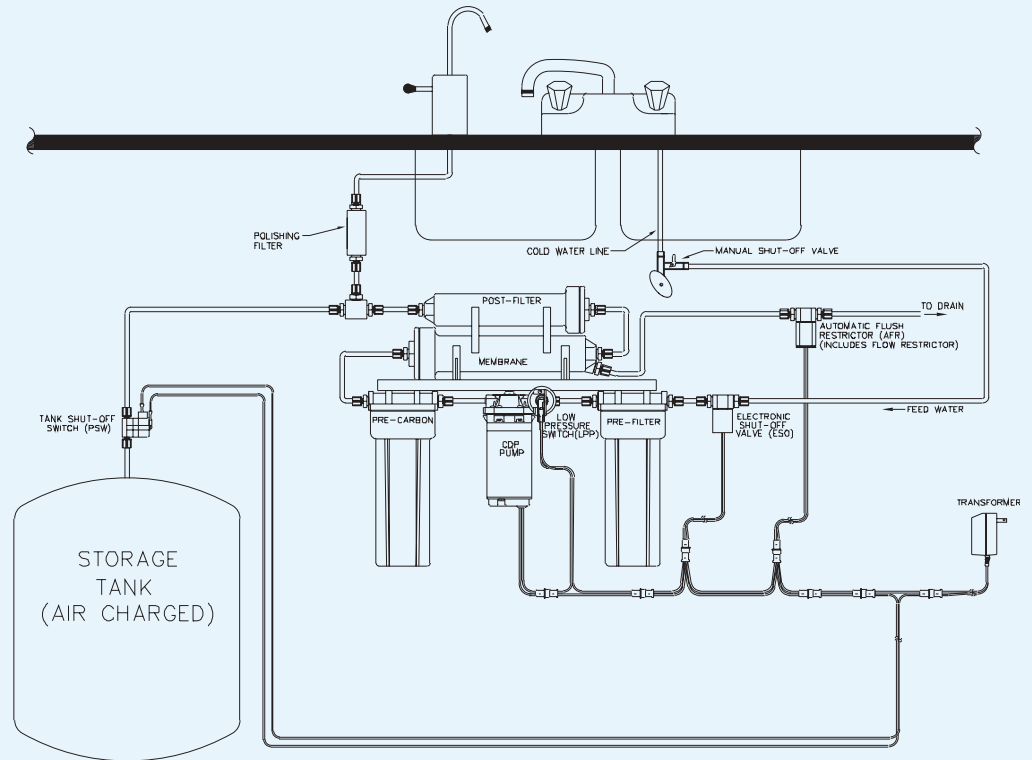 POLISHING
FILTER
COLD WATER LINE
MANUAL SHUT-OFF VALVE
POST-FILTER
TO DRAIN
AUTOMATIC FLUSH
RESTRICTOR (AFR)
(INCLUDES FLOW RESTRICTOR)
MEMBRANE
TANK SHUT-OFF
SWITCH (PSW)
PRE-CARBON
CDP
PUMP
LOW
PRESSURE
SWITCH(LPP)
PRE-FILTER
ELECTRONIC
SHUT-OFF
VALVE (ESO)
FEED WATER
TRANSFORMER
STORAGE
TANK
(AIR CHARGED)